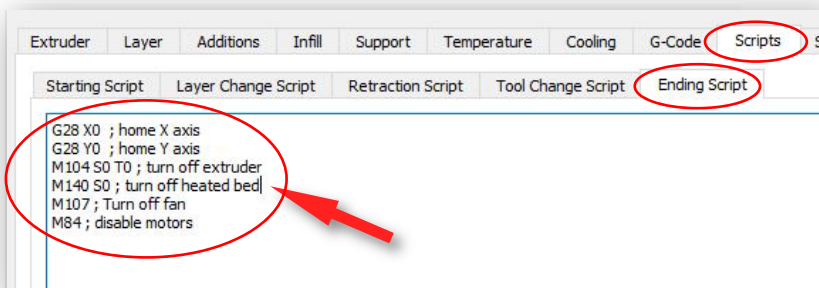 Extruder Layer Additions Infill Support Temperature Cooling G-Code Scripts S
Starting Script Layer Change Script Retraction Script Tool Change Script Ending Script
G28 X0 ; home X axis
G28 Y0 ; home Y axis
M104 S0 T0 ; turn off extruder
M140 S0 ; turn off heated bed
M107 ; Turn off fan
M84 ; disable motors